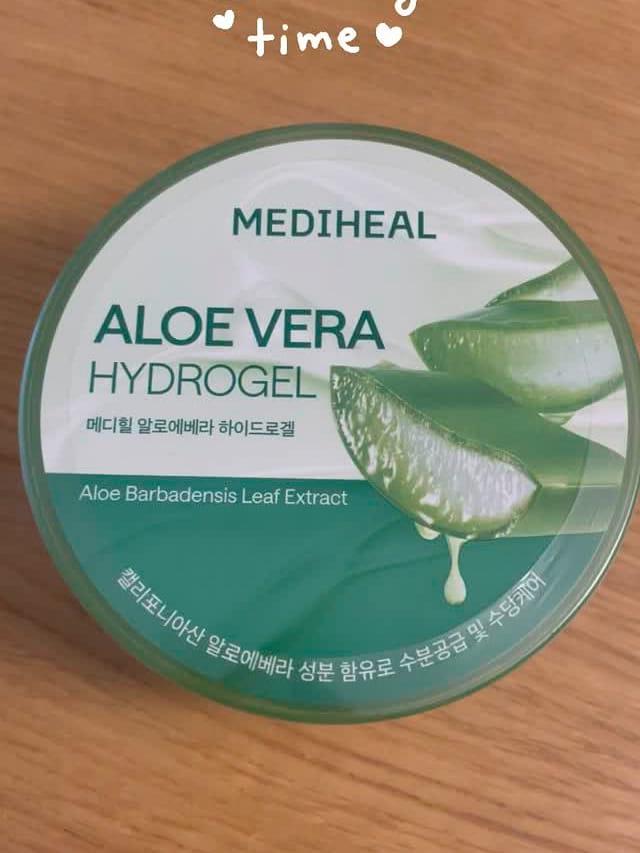 time
MEDIHEAL
ALOE VERA
HYDROGEL
메디힐 알로에베라 하이드로겔
Aloe Barbadensis Leaf Extract
캘리포니아산 알로에베라 성분 함유로 수분공급 및 수딩케어